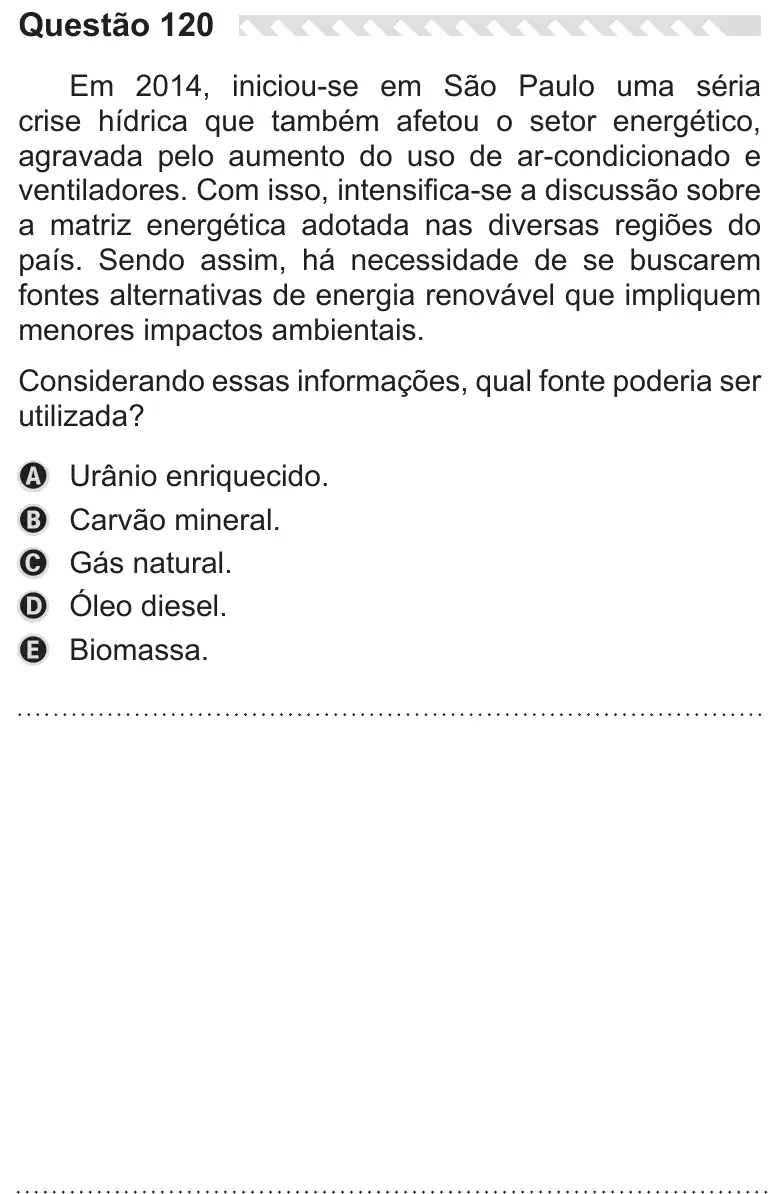 Questão 120
Em 2014, iniciou-se em São Paulo uma séria
crise hídrica que também afetou o setor energético,
agravada pelo aumento do uso de ar-condicionado e
ventiladores. Com isso, intensifica-se a discussão sobre
a matriz energética adotada nas diversas regiões do
país. Sendo assim, há necessidade de se buscarem
fontes alternativas de energia renovável que impliquem
menores impactos ambientais.
Considerando essas informações, qual fonte poderia ser
utilizada?
A Urânio enriquecido.
B Carvão mineral.
C Gás natural.
D Óleo diesel.
E Biomassa.